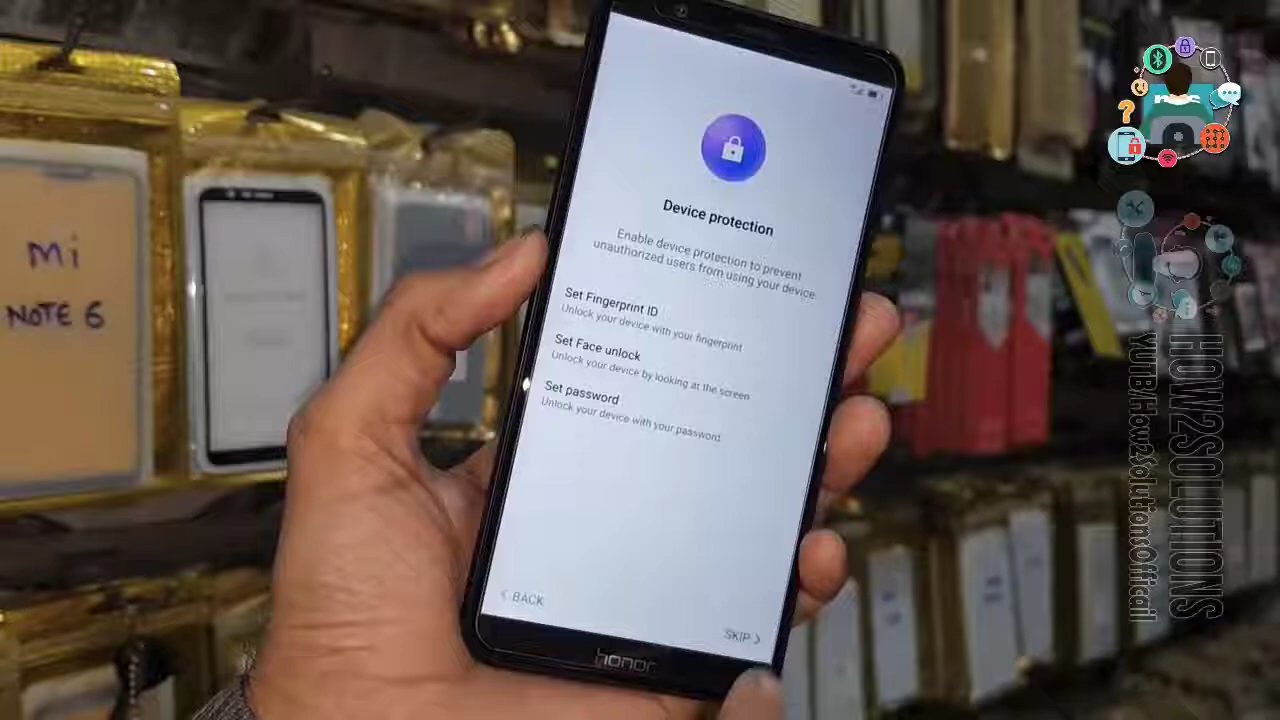 Mi
NOTE 6
Device protection
Enable device protection to prevent
unauthorized users from using your device
Set Fingerprint ID
Unlock your device with your fingerprint
Set Face unlock
Unlock your device by looking at the screen
Set password
Unlock your device with your password
BACK
SKIP
honor
HOW2SOLUTIONS
YUTB/How2SolutionsOfficail